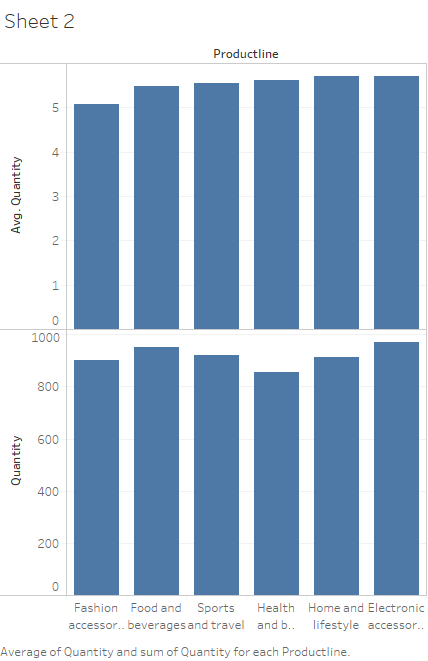 Sheet 2
Productline
Avg. Quantity
5
4
3
2
1
0
Quantity
1000
800
600
400
200
0
Fashion Food and Sports Health Home and Electronic
accessor.. beverages and travel and b.. lifestyle accessor..
Average of Quantity and sum of Quantity for each Productline.